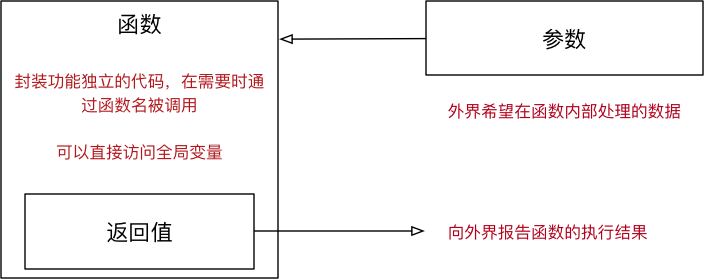 函数
参数
封装功能独立的代码，在需要时通
过函数名被调用
外界希望在函数内部处理的数据
可以直接访问全局变量
返回值
向外界报告函数的执行结果